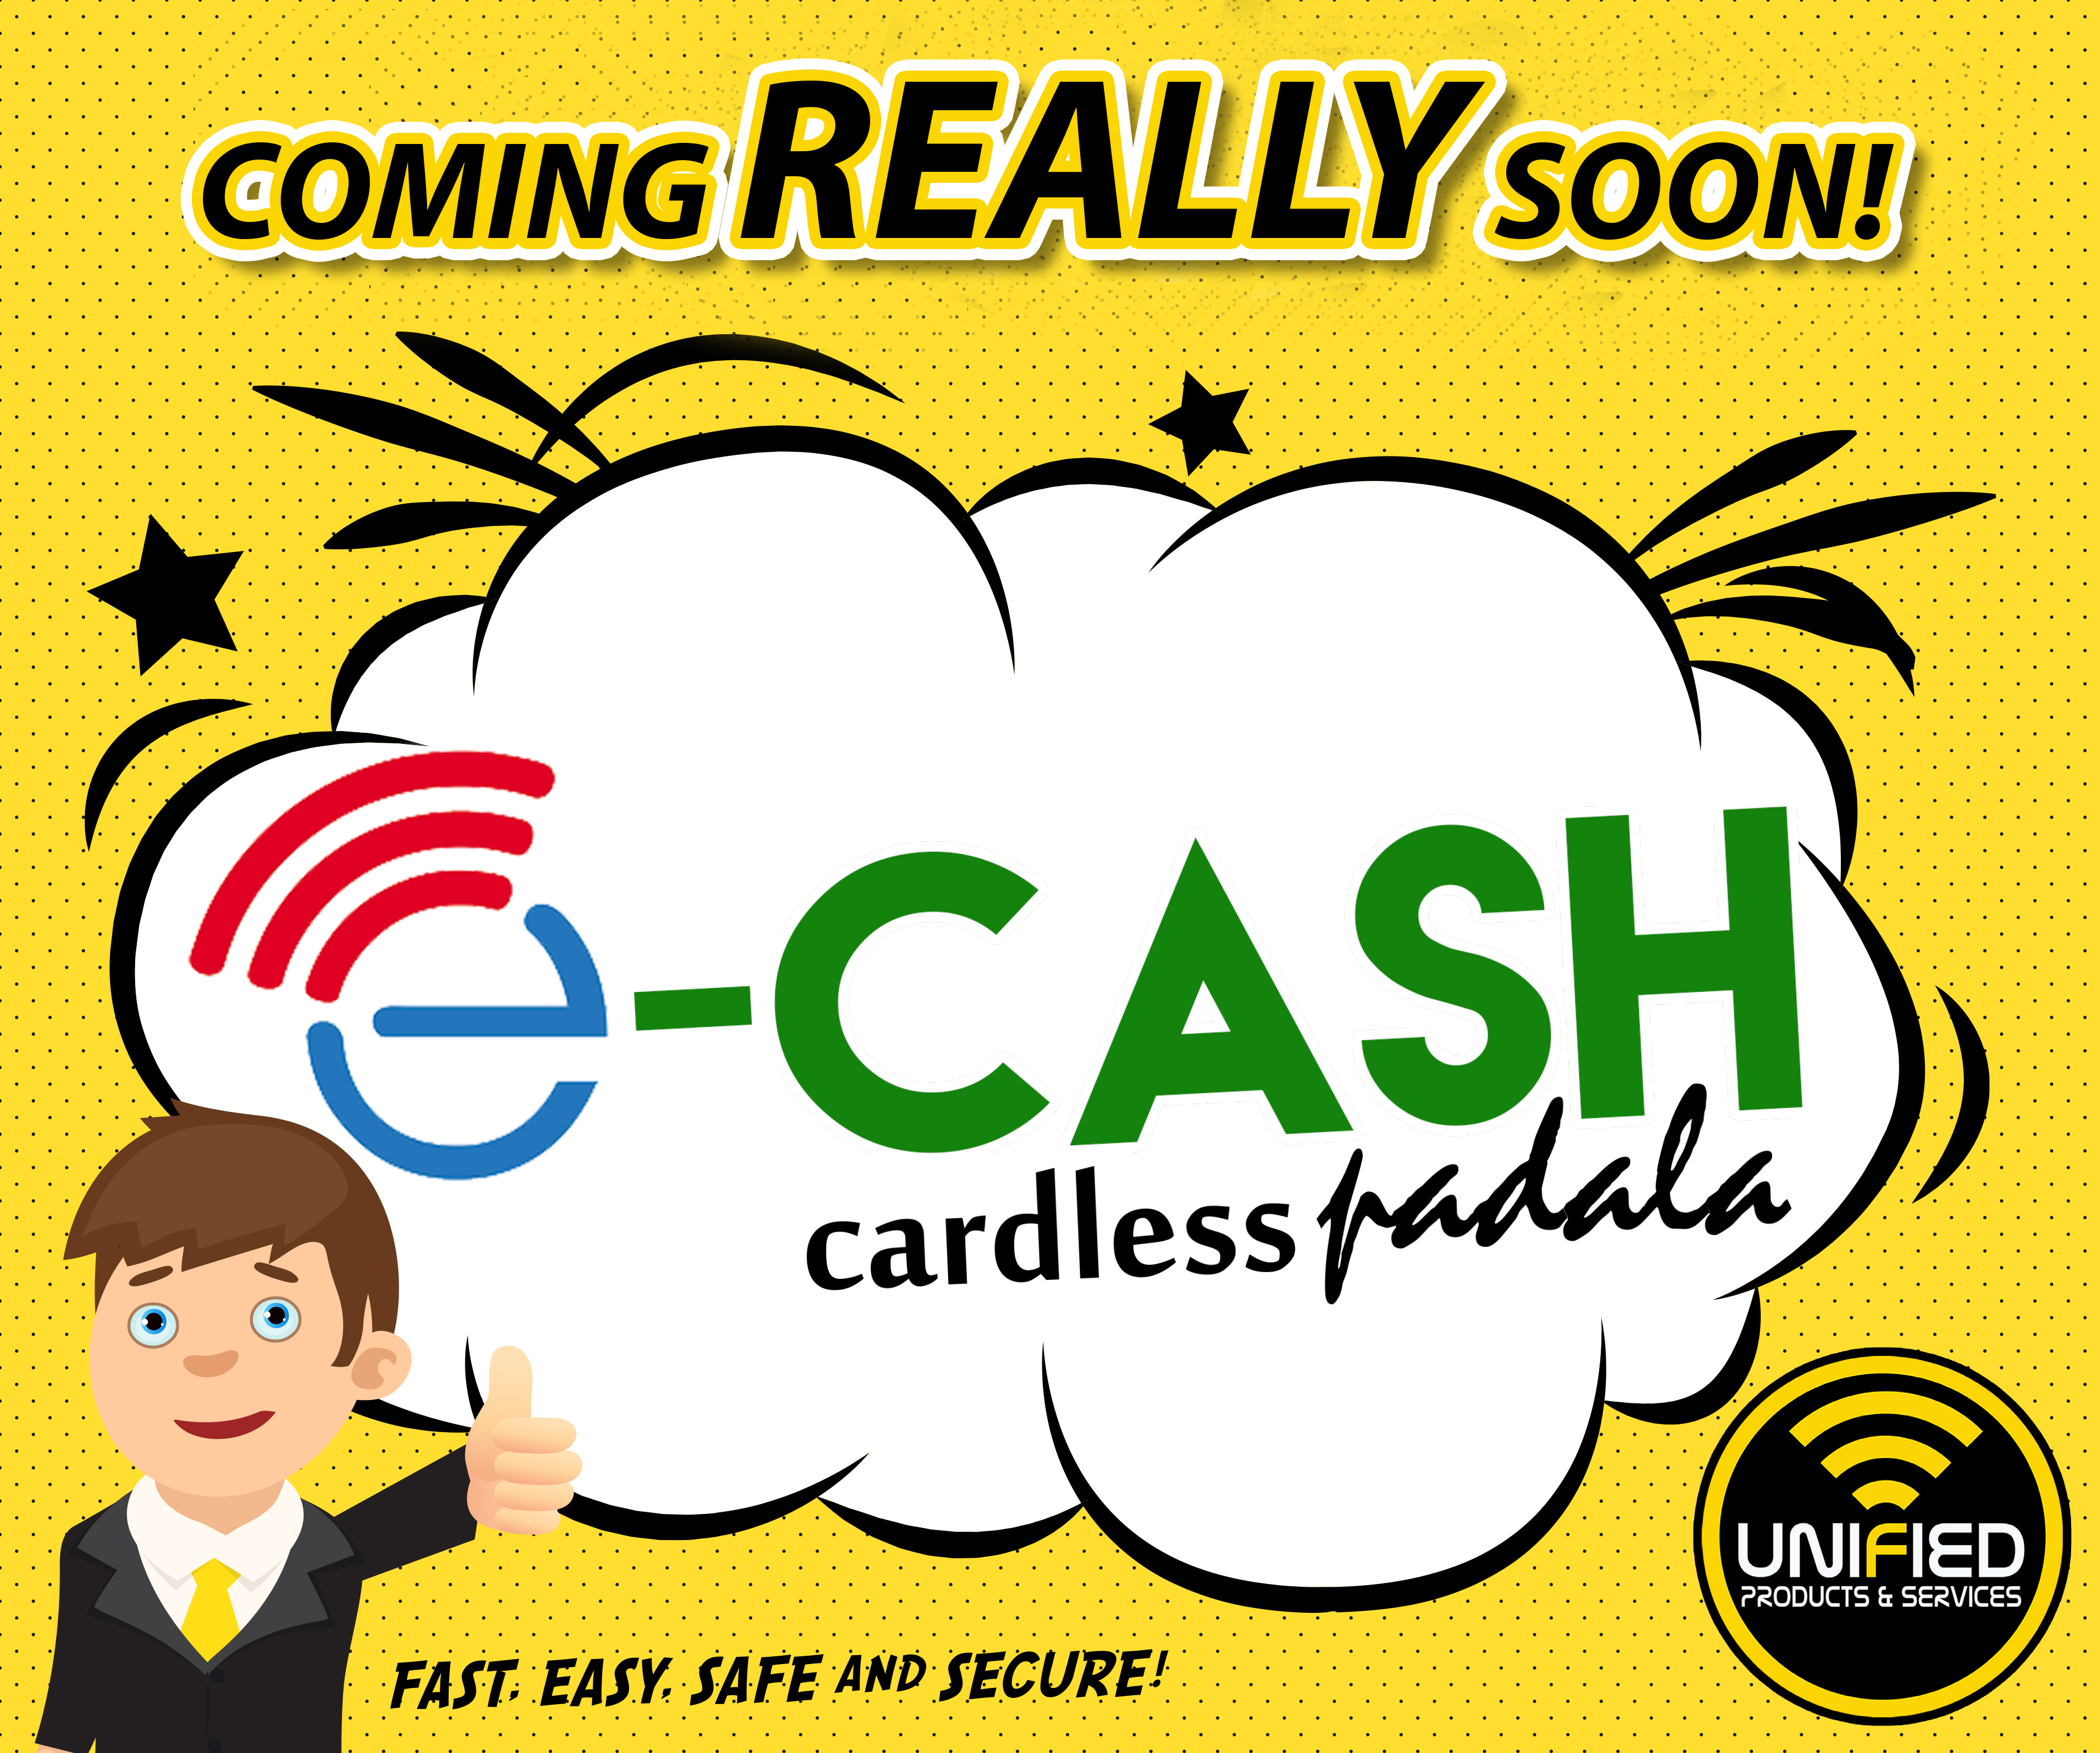 COMING REALLY SOON!
e-CASH
cardless padala
UNIFIED
PRODUCTS & SERVICES
FAST, EASY, SAFE AND SECURE!